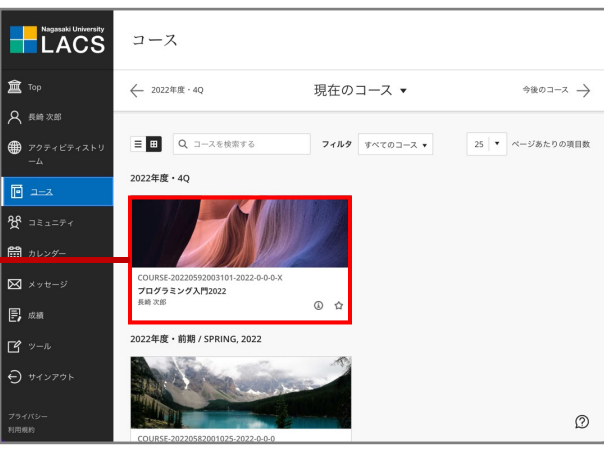 Nagasaki University
LACS
コース
Top
長崎 次郎
アクティビティストリ
ーム
コース
コミュニティ
カレンダー
メッセージ
成績
ツール
サインアウト
プライバシー
利用規約
← 2022年度・4Q
現在のコース ▼
今後のコース →
コースを検索する
フィルタ
すべてのコース ▼
25 ▼
ページあたりの項目数
2022年度・4Q
COURSE-20220592003101-2022-0-0-0-X
プログラミング入門2022
長崎 次郎
2022年度・前期 / SPRING, 2022
COURSE-20220582001025-2022-0-0-0